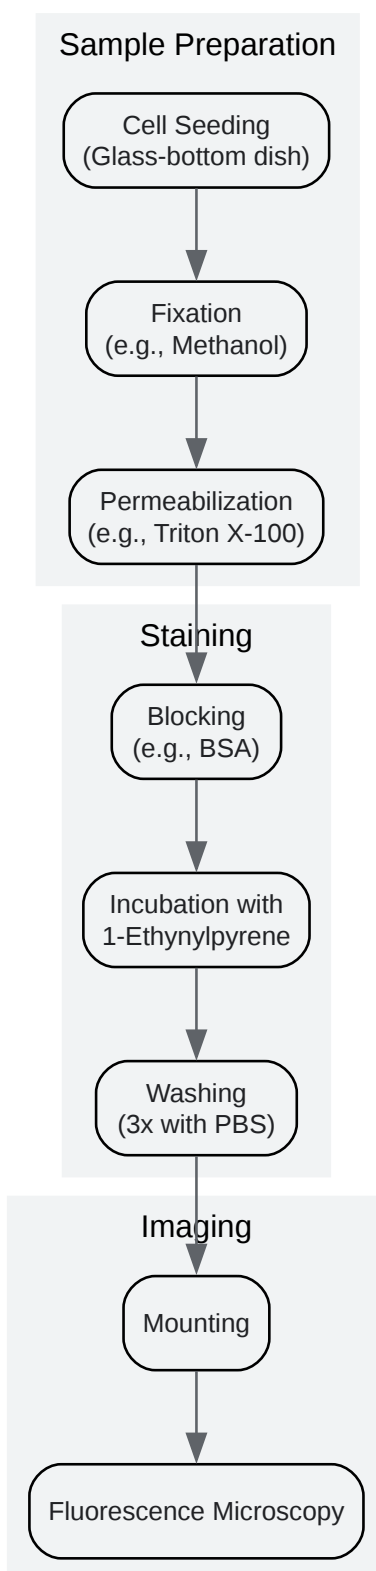 Sample Preparation
Cell Seeding
(Glass-bottom dish)
Fixation
(e.g., Methanol)
Permeabilization
(e.g., Triton X-100)
Staining
Blocking
(e.g., BSA)
Incubation with
1-Ethynylpyrene
Washing
(3x with PBS)
Imaging
Mounting
Fluorescence Microscopy